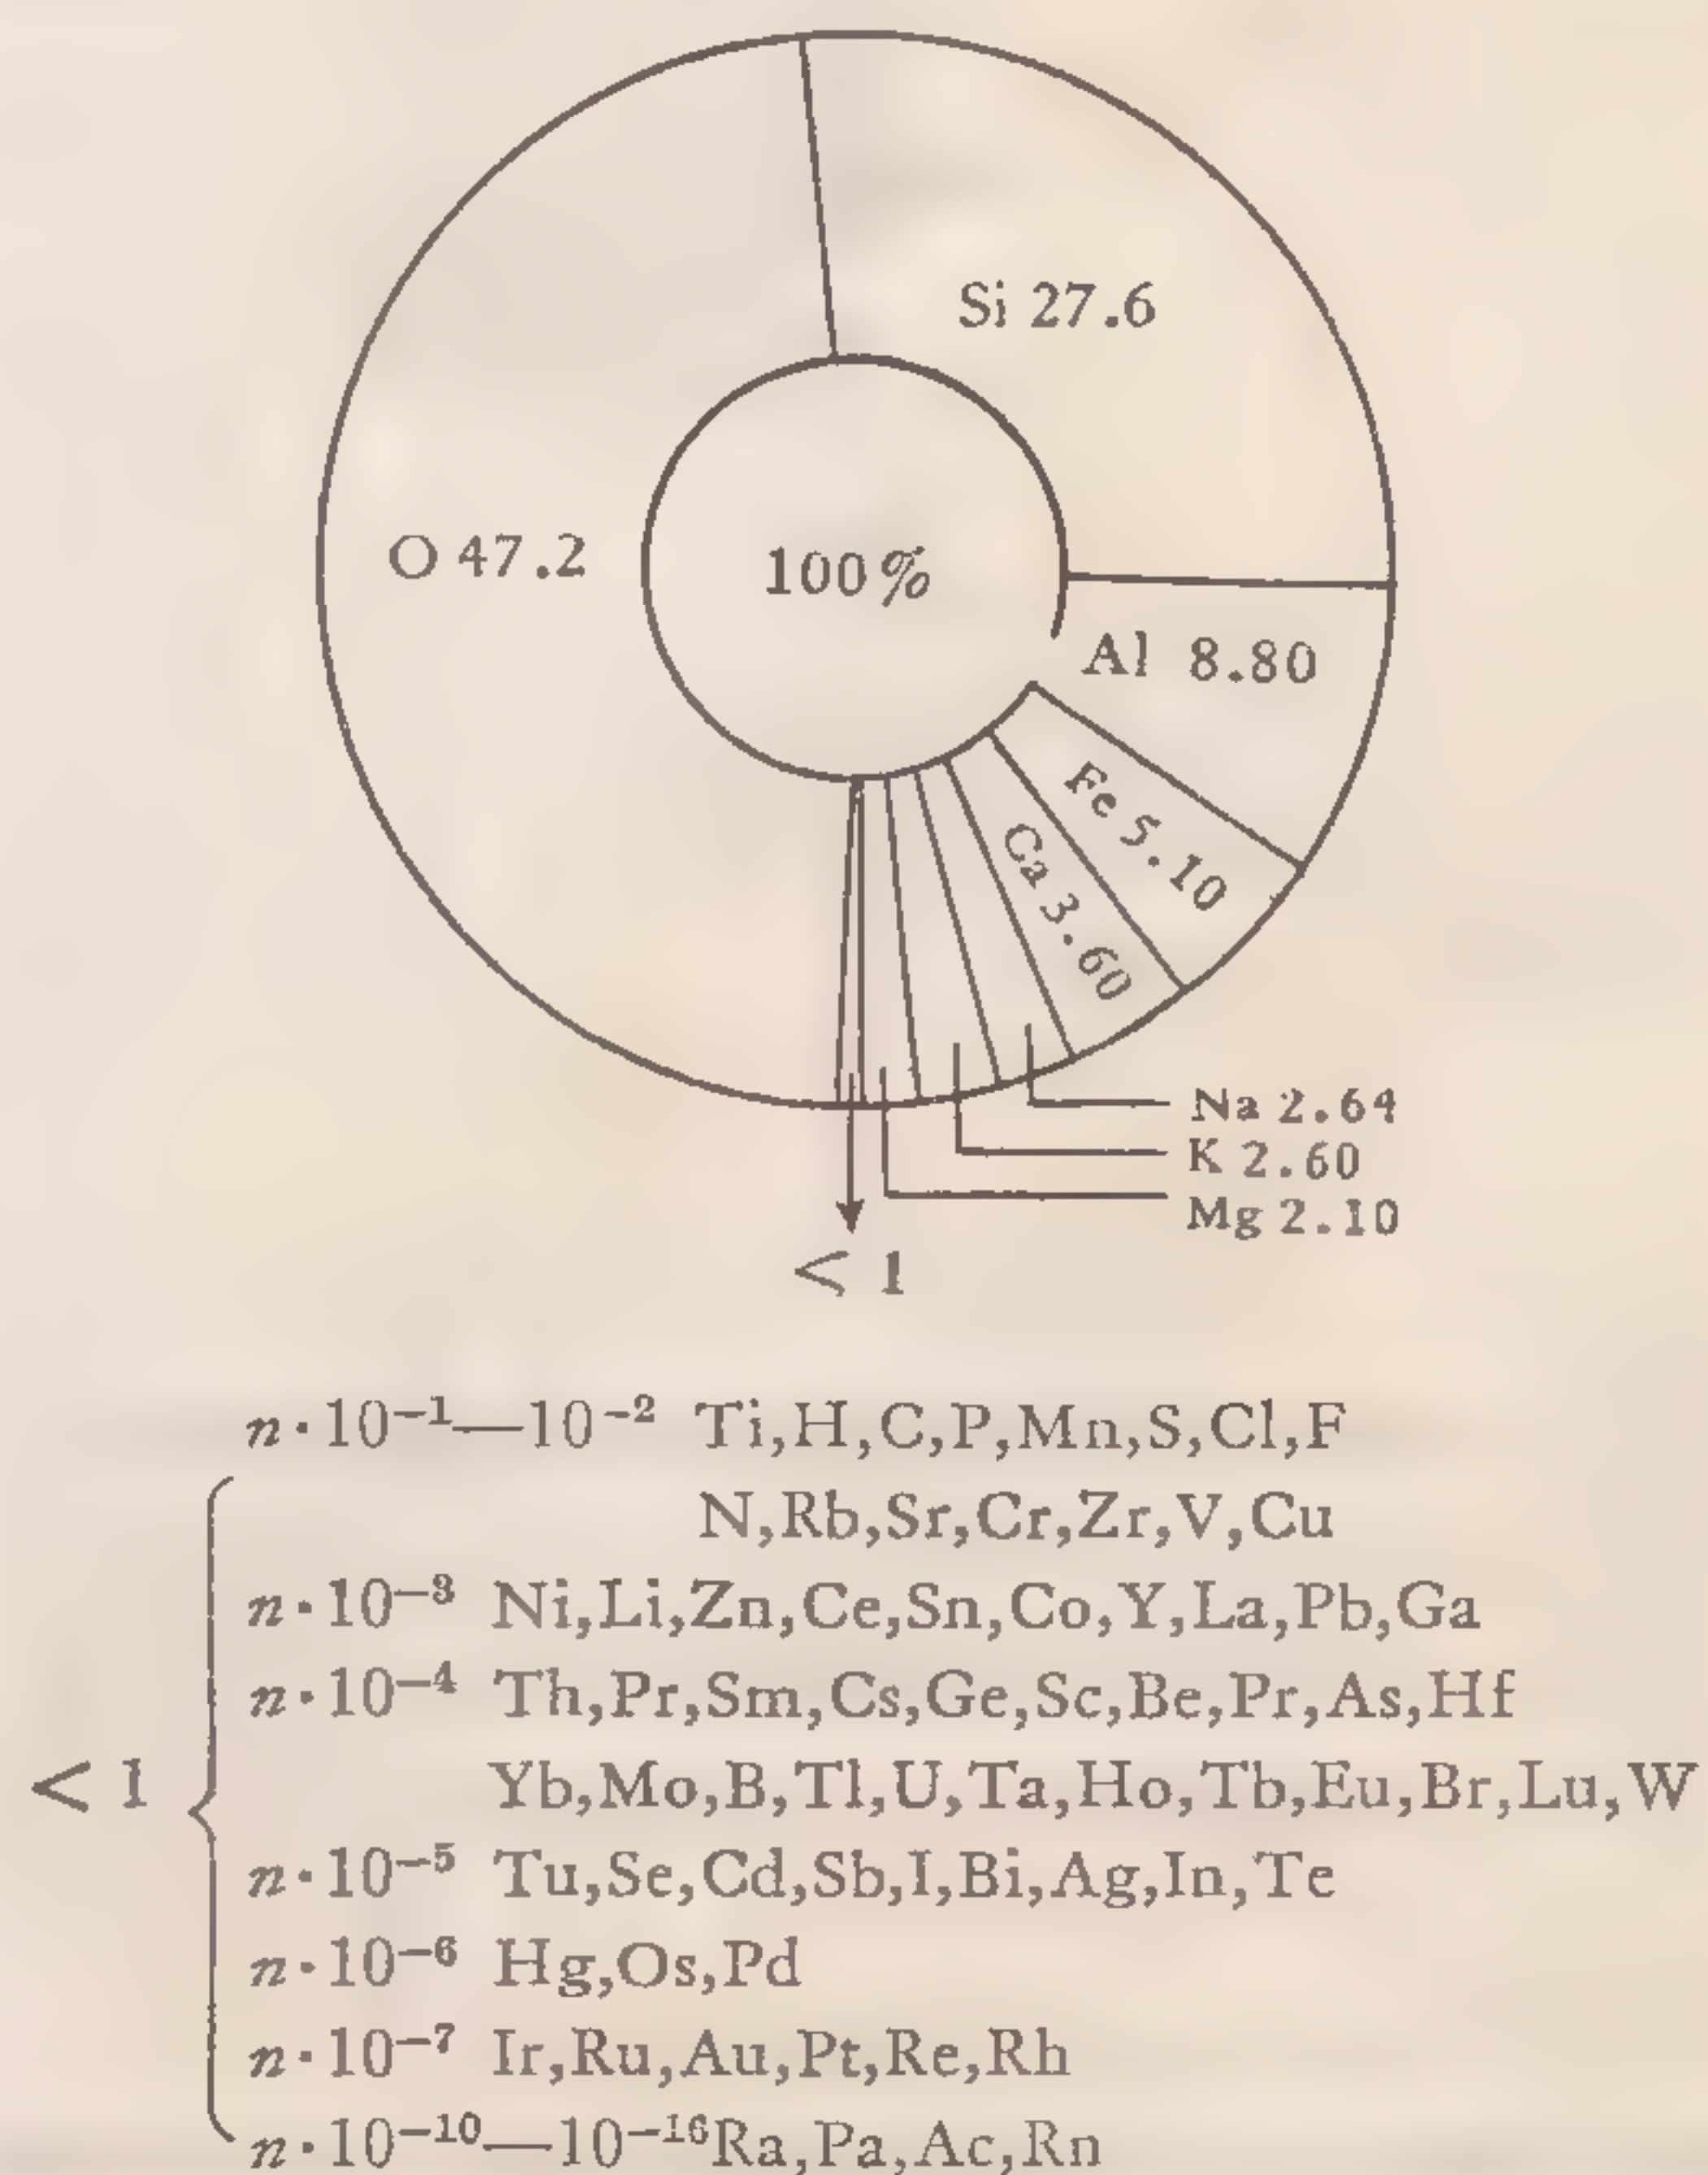 Si 27.6
O 47.2
100%
Al 8.80
Fe 5.10
Ca 3.60
Na 2.64
K 2.60
Mg 2.10
< 1
n·10⁻¹—10⁻² Ti,H,C,P,Mn,S,Cl,F
N,Rb,Sr,Cr,Zr,V,Cu
n·10⁻³ Ni,Li,Zn,Ce,Sn,Co,Y,La,Pb,Ga
n·10⁻⁴ Th,Pr,Sm,Cs,Ge,Sc,Be,Pr,As,Hf
< 1
Yb,Mo,B,Tl,U,Ta,Ho,Tb,Eu,Br,Lu,W
n·10⁻⁵ Tu,Se,Cd,Sb,I,Bi,Ag,In,Te
n·10⁻⁶ Hg,Os,Pd
n·10⁻⁷ Ir,Ru,Au,Pt,Re,Rh
n·10⁻¹⁰—10⁻¹⁶Ra,Pa,Ac,Rn